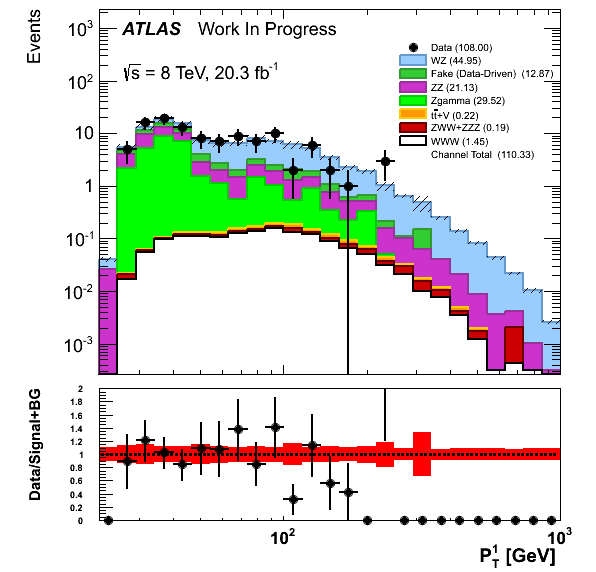 Events
ATLAS Work In Progress
√s = 8 TeV, 20.3 fb⁻¹
Data (108.00)
WZ (44.95)
Fake (Data-Driven) (12.87)
ZZ (21.13)
Zgamma (29.52)
tt̄+V (0.22)
ZWW+ZZZ (0.19)
WWW (1.45)
Channel Total (110.33)
10³
10²
10
1
10⁻¹
10⁻²
10⁻³
Data/Signal+BG
2
1.8
1.6
1.4
1.2
1
0.8
0.6
0.4
0.2
0
10² 10³
P¹_T [GeV]